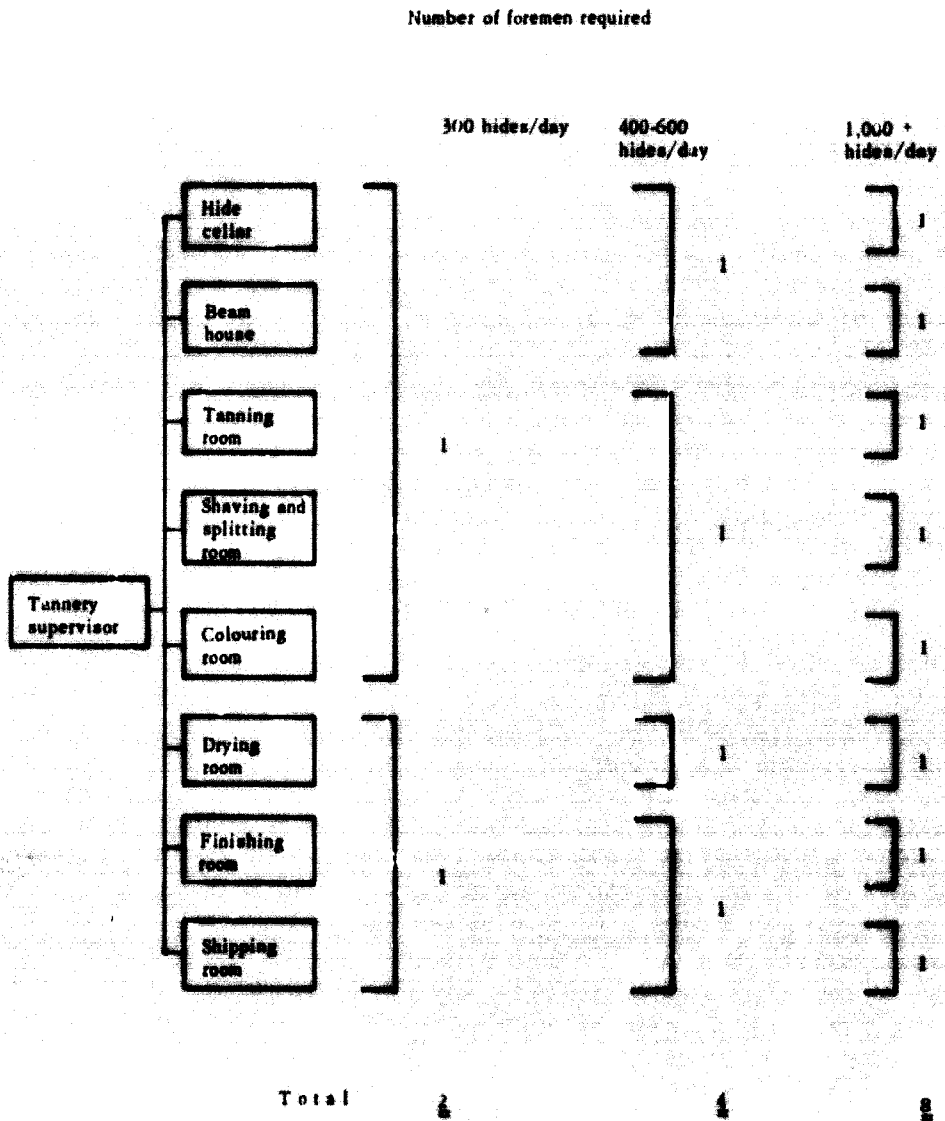 Number of foremen required
300 hides/day
400-600
hides/day
1,000 +
hides/day
Hide
cellar
1
1
Beam
house
1
Tanning
room
1
1
Shaving and
splitting
room
1
1
Tannery
supervisor
Colouring
room
1
Drying
room
1
1
Finishing
room
1
1
1
Shipping
room
1
Total 2 4 8